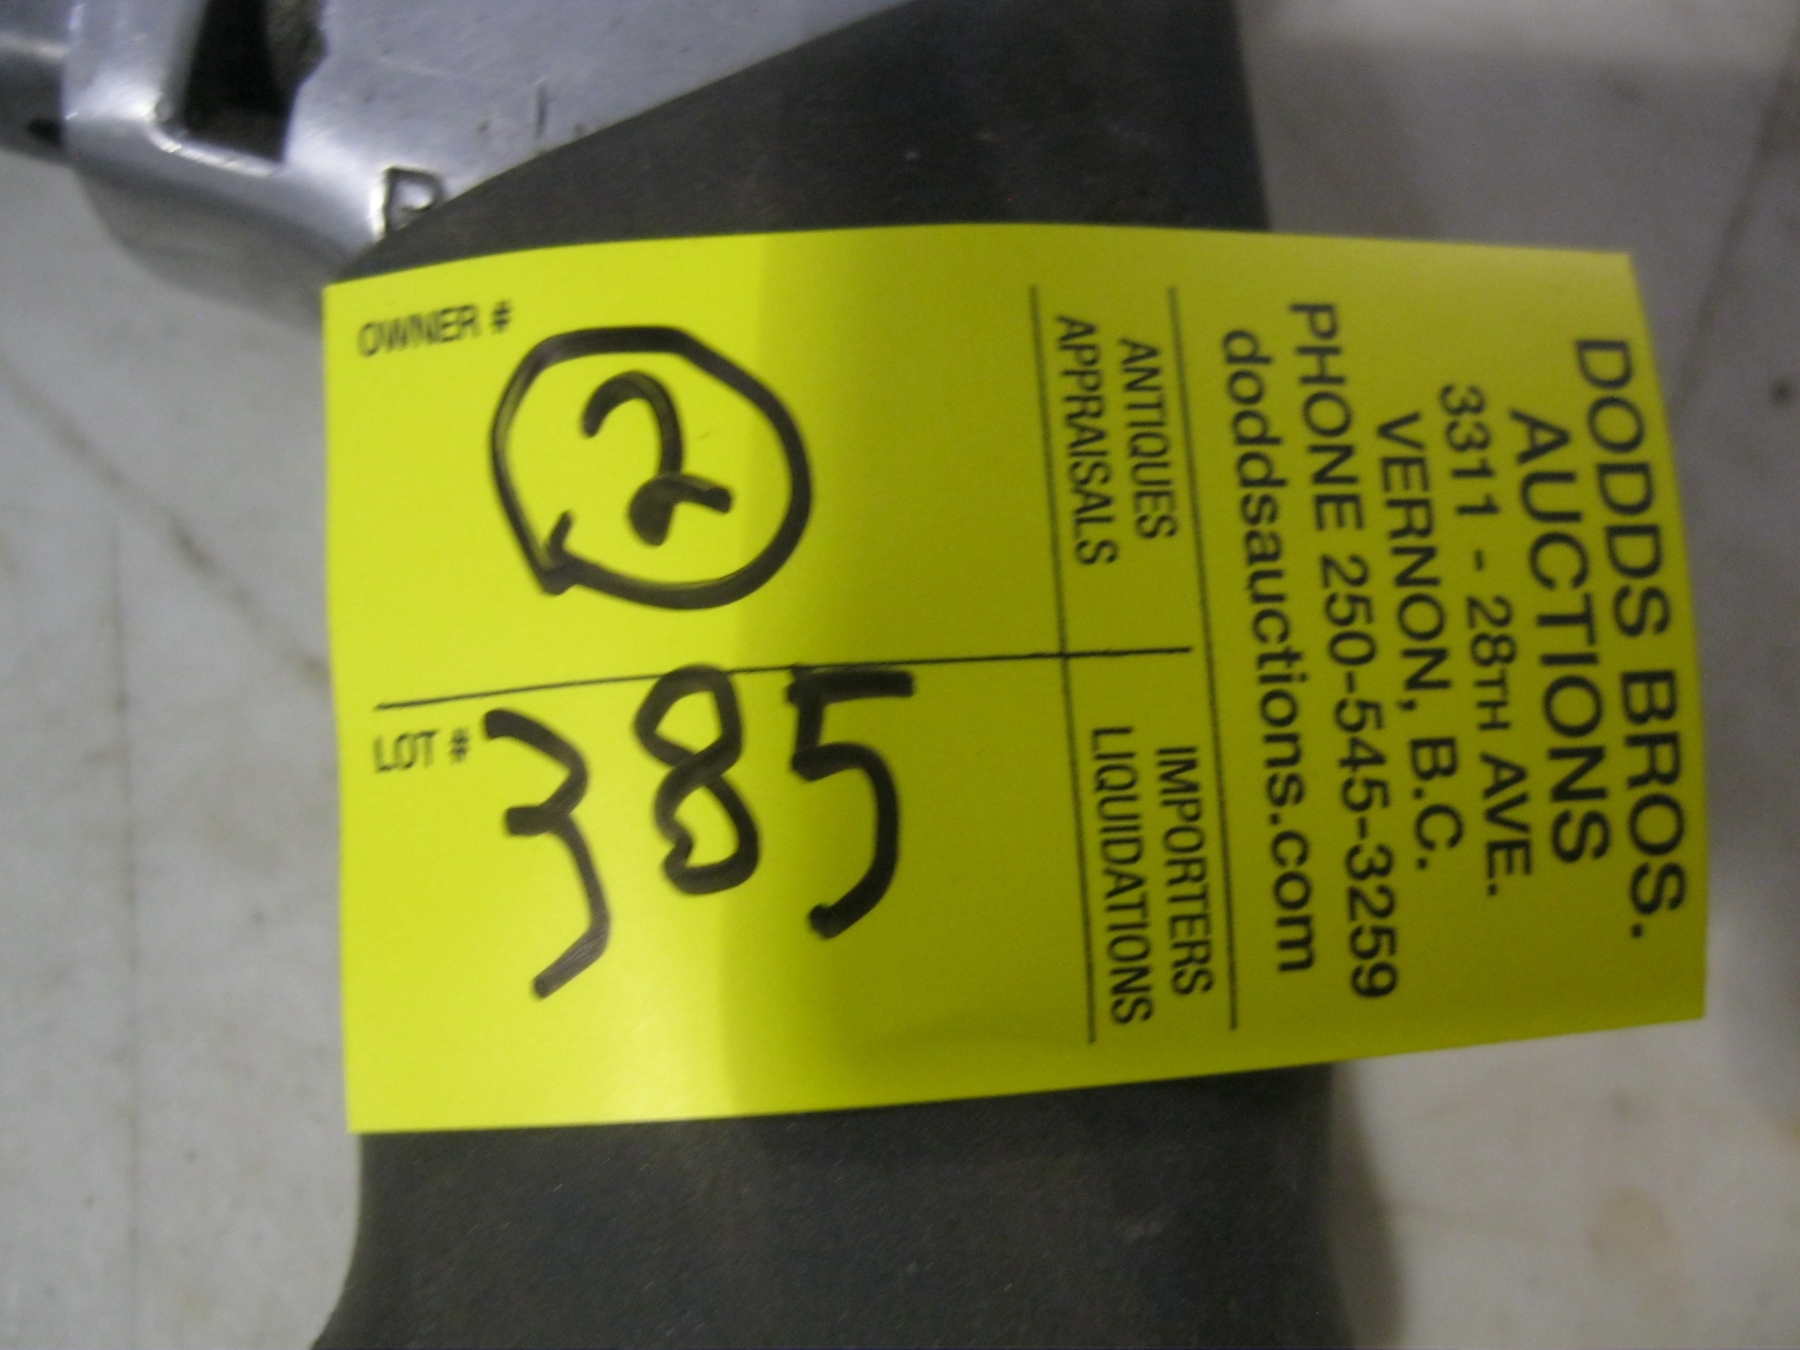 DODDS BROS.
AUCTIONS
3311 - 28TH AVE.
VERNON, B.C.
PHONE 250-545-3259
doddsauctions.com
ANTIQUES
APPRAISALS
IMPORTERS
LIQUIDATIONS
OWNER #
2
LOT #
385